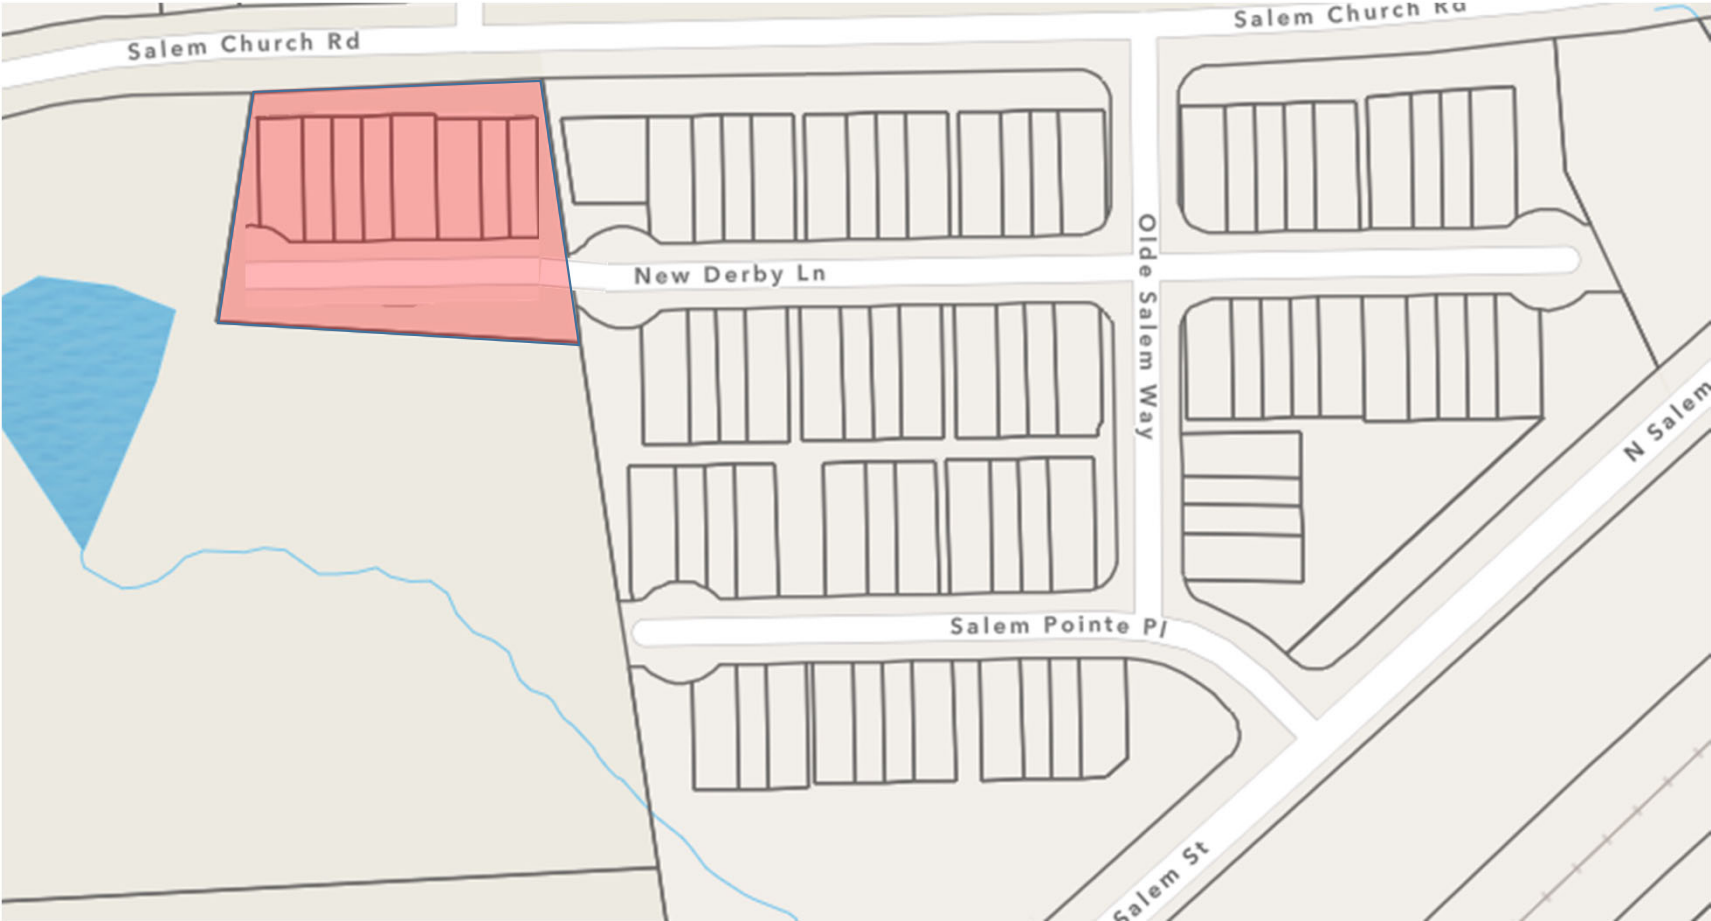 Salem Church Rd
Salem Church Rd
Olde Salem Way
New Derby Ln
N Salem
Salem Pointe Pl
Salem St